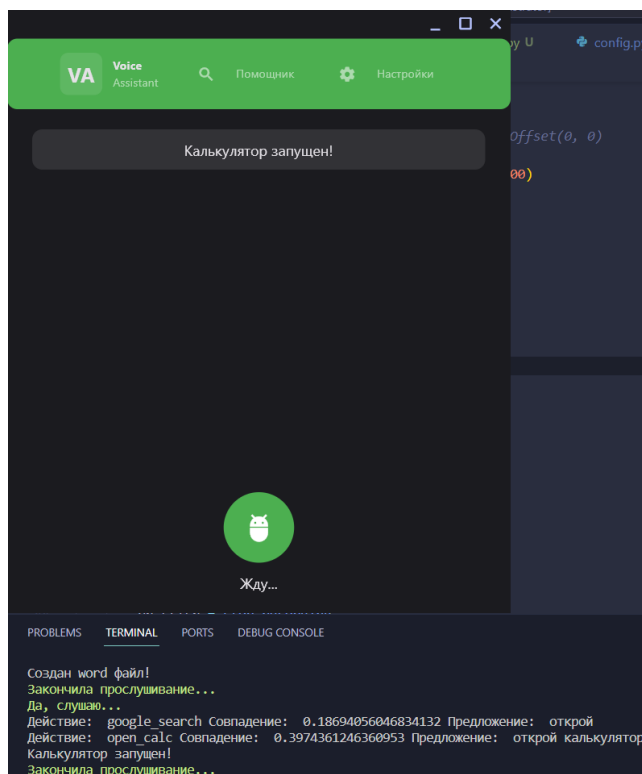 VA
Voice
Assistant
Помощник
Настройки
py U
config.p
Калькулятор запущен!
Offset(0, 0)
00)
Жду...
PROBLEMS TERMINAL PORTS DEBUG CONSOLE
Создан word файл!
Закончила прослушивание...
Да, слушаю...
Действие: google_search Совпадение: 0.18694056046834132 Предложение: открой
Действие: open_calc Совпадение: 0.3974361246360953 Предложение: открой калькулятор
Калькулятор запущен!
Закончила прослушивание...